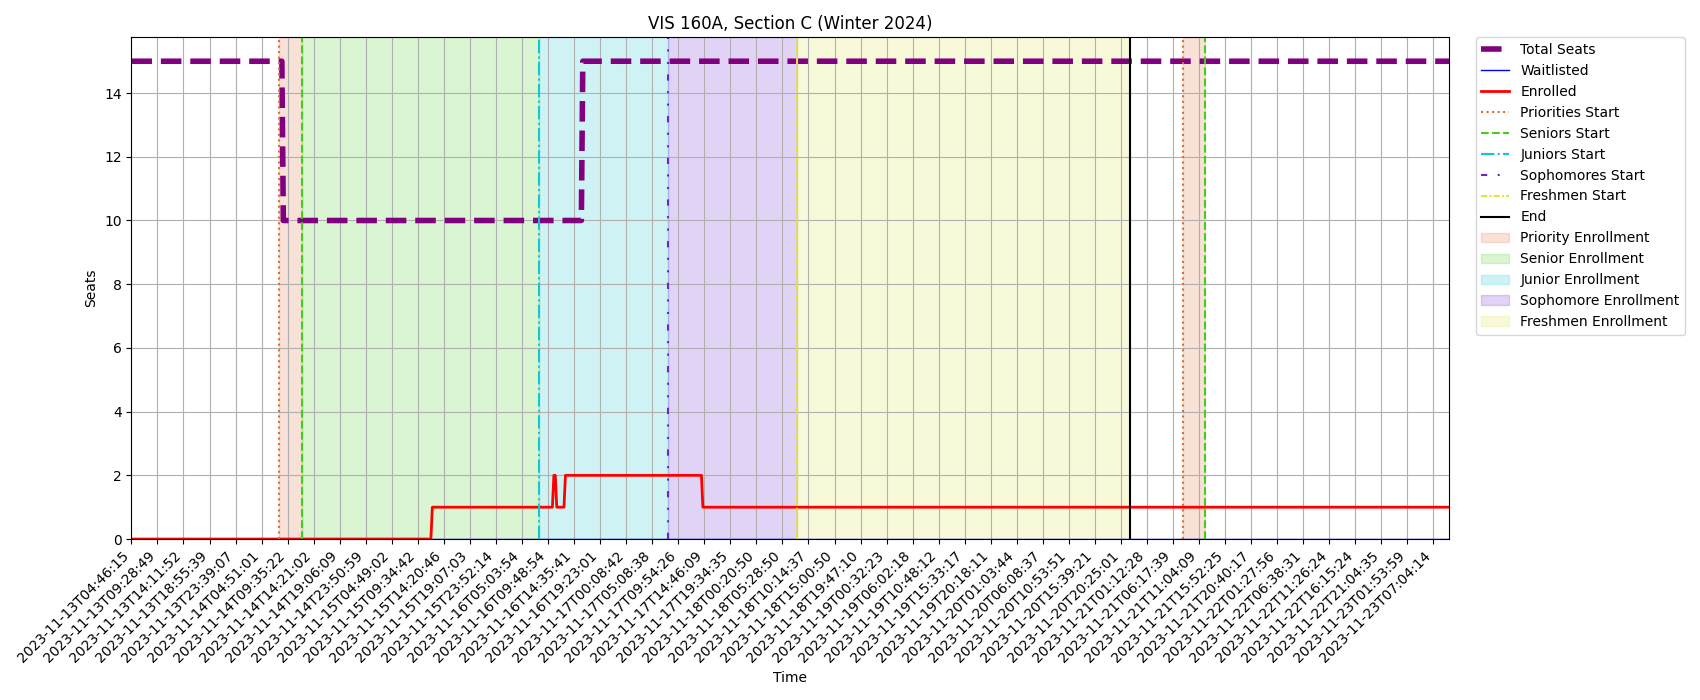 VIS 160A, Section C (Winter 2024)
Seats
14
12
10
8
6
4
2
0
2023-11-13T04:46:15
2023-11-13T09:28:49
2023-11-13T14:11:52
2023-11-13T18:55:39
2023-11-13T23:39:07
2023-11-14T04:51:01
2023-11-14T09:35:22
2023-11-14T14:21:02
2023-11-14T19:06:09
2023-11-14T23:50:59
2023-11-15T04:49:02
2023-11-15T09:34:42
2023-11-15T14:20:46
2023-11-15T19:07:03
2023-11-15T23:52:14
2023-11-16T05:03:54
2023-11-16T09:48:54
2023-11-16T14:35:41
2023-11-16T19:23:01
2023-11-17T00:08:42
2023-11-17T05:08:38
2023-11-17T09:54:26
2023-11-17T14:46:09
2023-11-17T19:34:35
2023-11-18T00:20:50
2023-11-18T05:28:50
2023-11-18T10:14:37
2023-11-18T15:00:50
2023-11-18T19:47:10
2023-11-19T00:32:23
2023-11-19T06:02:18
2023-11-19T10:48:12
2023-11-19T15:33:17
2023-11-19T20:18:11
2023-11-20T01:03:44
2023-11-20T06:08:37
2023-11-20T10:53:51
2023-11-20T15:39:21
2023-11-20T20:25:01
2023-11-21T01:12:28
2023-11-21T06:17:39
2023-11-21T11:04:09
2023-11-21T15:52:25
2023-11-21T20:40:17
2023-11-22T01:27:56
2023-11-22T06:38:31
2023-11-22T11:26:24
2023-11-22T16:15:24
2023-11-22T21:04:35
2023-11-23T01:53:59
2023-11-23T07:04:14
Time
Total Seats
Waitlisted
Enrolled
Priorities Start
Seniors Start
Juniors Start
Sophomores Start
Freshmen Start
End
Priority Enrollment
Senior Enrollment
Junior Enrollment
Sophomore Enrollment
Freshmen Enrollment